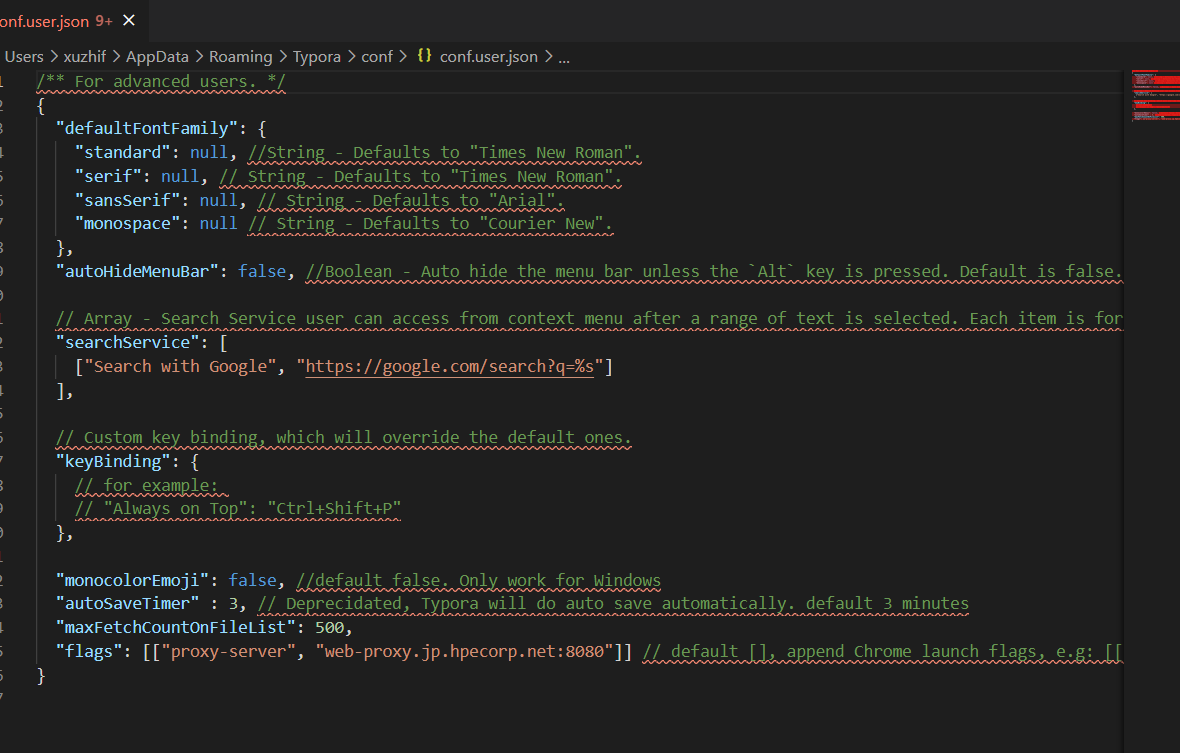 onf.user.json 9+ ×
Users > xuzhif > AppData > Roaming > Typora > conf > {} conf.user.json > ...
/** For advanced users. */
{
"defaultFontFamily": {
"standard": null, //String - Defaults to "Times New Roman".
"serif": null, // String - Defaults to "Times New Roman".
"sansSerif": null, // String - Defaults to "Arial".
"monospace": null // String - Defaults to "Courier New".
},
"autoHideMenuBar": false, //Boolean - Auto hide the menu bar unless the `Alt` key is pressed. Default is false.
// Array - Search Service user can access from context menu after a range of text is selected. Each item is for
"searchService": [
["Search with Google", "https://google.com/search?q=%s"]
],
// Custom key binding, which will override the default ones.
"keyBinding": {
// for example:
// "Always on Top": "Ctrl+Shift+P"
},
"monocolorEmoji": false, //default false. Only work for Windows
"autoSaveTimer" : 3, // Deprecidated, Typora will do auto save automatically. default 3 minutes
"maxFetchCountOnFileList": 500,
"flags": [["proxy-server", "web-proxy.jp.hpecorp.net:8080"]] // default [], append Chrome launch flags, e.g: [[
}